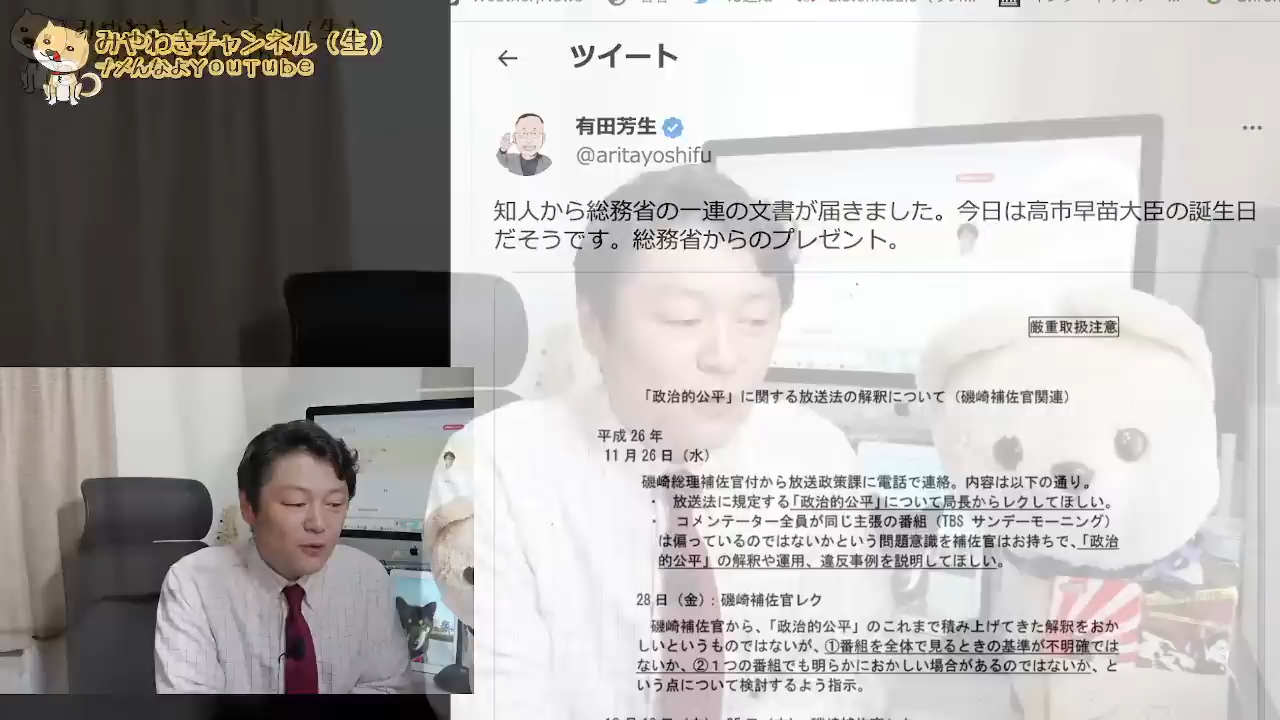 みやわきチャンネル（生）
ナメんなよYouTube
ツイート
有田芳生
@aritayoshifu
知人から総務省の一連の文書が届きました。今日は高市早苗大臣の誕生日
だそうです。総務省からのプレゼント。
厳重取扱注意
「政治的公平」に関する放送法の解釈について（磯崎補佐官関連）
平成 26 年
11 月 26 日（水）
磯崎総理補佐官付から放送政策課に電話で連絡。内容は以下の通り。
・ 放送法に規定する「政治的公平」について局長からレクしてほしい。
・ コメンテーター全員が同じ主張の番組（TBS サンデーモーニング）
は偏っているのではないかという問題意識を補佐官はお持ちで、「政治
的公平」の解釈や運用、違反事例を説明してほしい。
28 日（金）: 磯崎補佐官レク
磯崎補佐官から、「政治的公平」のこれまで積み上げてきた解釈をおか
しいというものではないが、①番組を全体で見るときの基準が不明確では
ないか、②１つの番組でも明らかにおかしい場合があるのではないか、と
いう点について検討するよう指示。